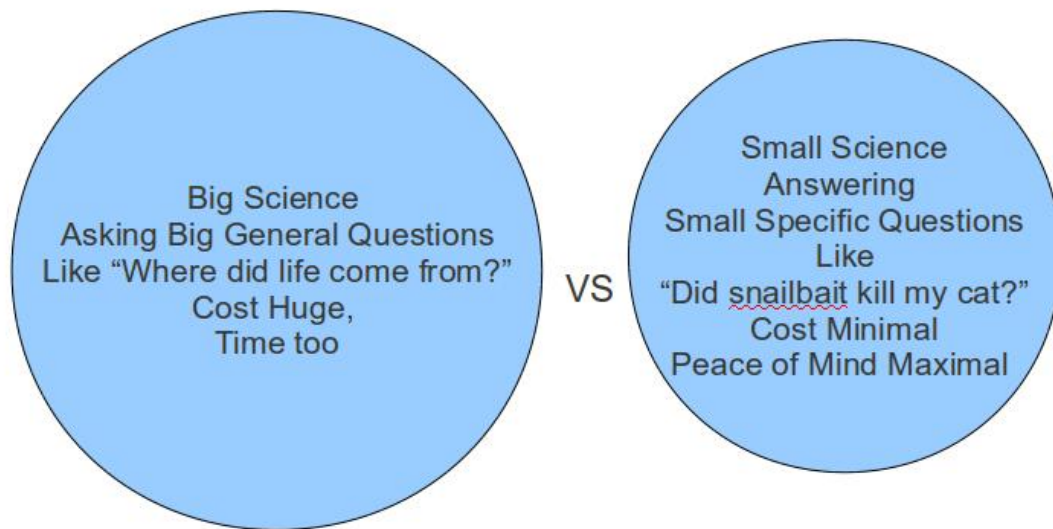 Big Science
Asking Big General Questions
Like “Where did life come from?”
Cost Huge,
Time too
VS
Small Science
Answering
Small Specific Questions
Like
“Did snailbait kill my cat?”
Cost Minimal
Peace of Mind Maximal